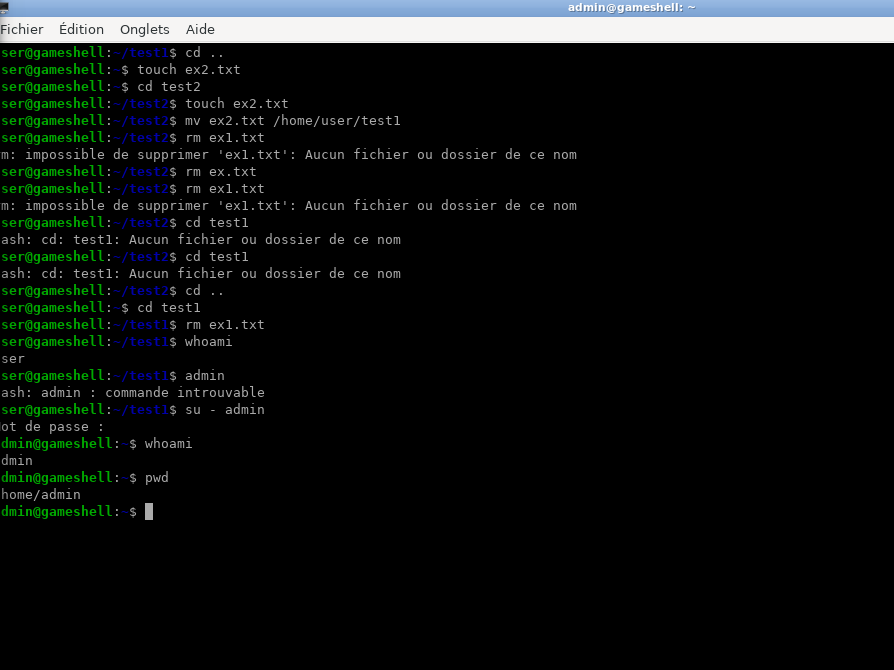 admin@gameshell: ~
Fichier Édition Onglets Aide
ser@gameshell:~/test1$ cd ..
ser@gameshell:~$ touch ex2.txt
ser@gameshell:~$ cd test2
ser@gameshell:~/test2$ touch ex2.txt
ser@gameshell:~/test2$ mv ex2.txt /home/user/test1
ser@gameshell:~/test2$ rm ex1.txt
m: impossible de supprimer 'ex1.txt': Aucun fichier ou dossier de ce nom
ser@gameshell:~/test2$ rm ex.txt
ser@gameshell:~/test2$ rm ex1.txt
m: impossible de supprimer 'ex1.txt': Aucun fichier ou dossier de ce nom
ser@gameshell:~/test2$ cd test1
ash: cd: test1: Aucun fichier ou dossier de ce nom
ser@gameshell:~/test2$ cd test1
ash: cd: test1: Aucun fichier ou dossier de ce nom
ser@gameshell:~/test2$ cd ..
ser@gameshell:~$ cd test1
ser@gameshell:~/test1$ rm ex1.txt
ser@gameshell:~/test1$ whoami
ser
ser@gameshell:~/test1$ admin
ash: admin : commande introuvable
ser@gameshell:~/test1$ su - admin
ot de passe :
dmin@gameshell:~$ whoami
dmin
dmin@gameshell:~$ pwd
home/admin
dmin@gameshell:~$